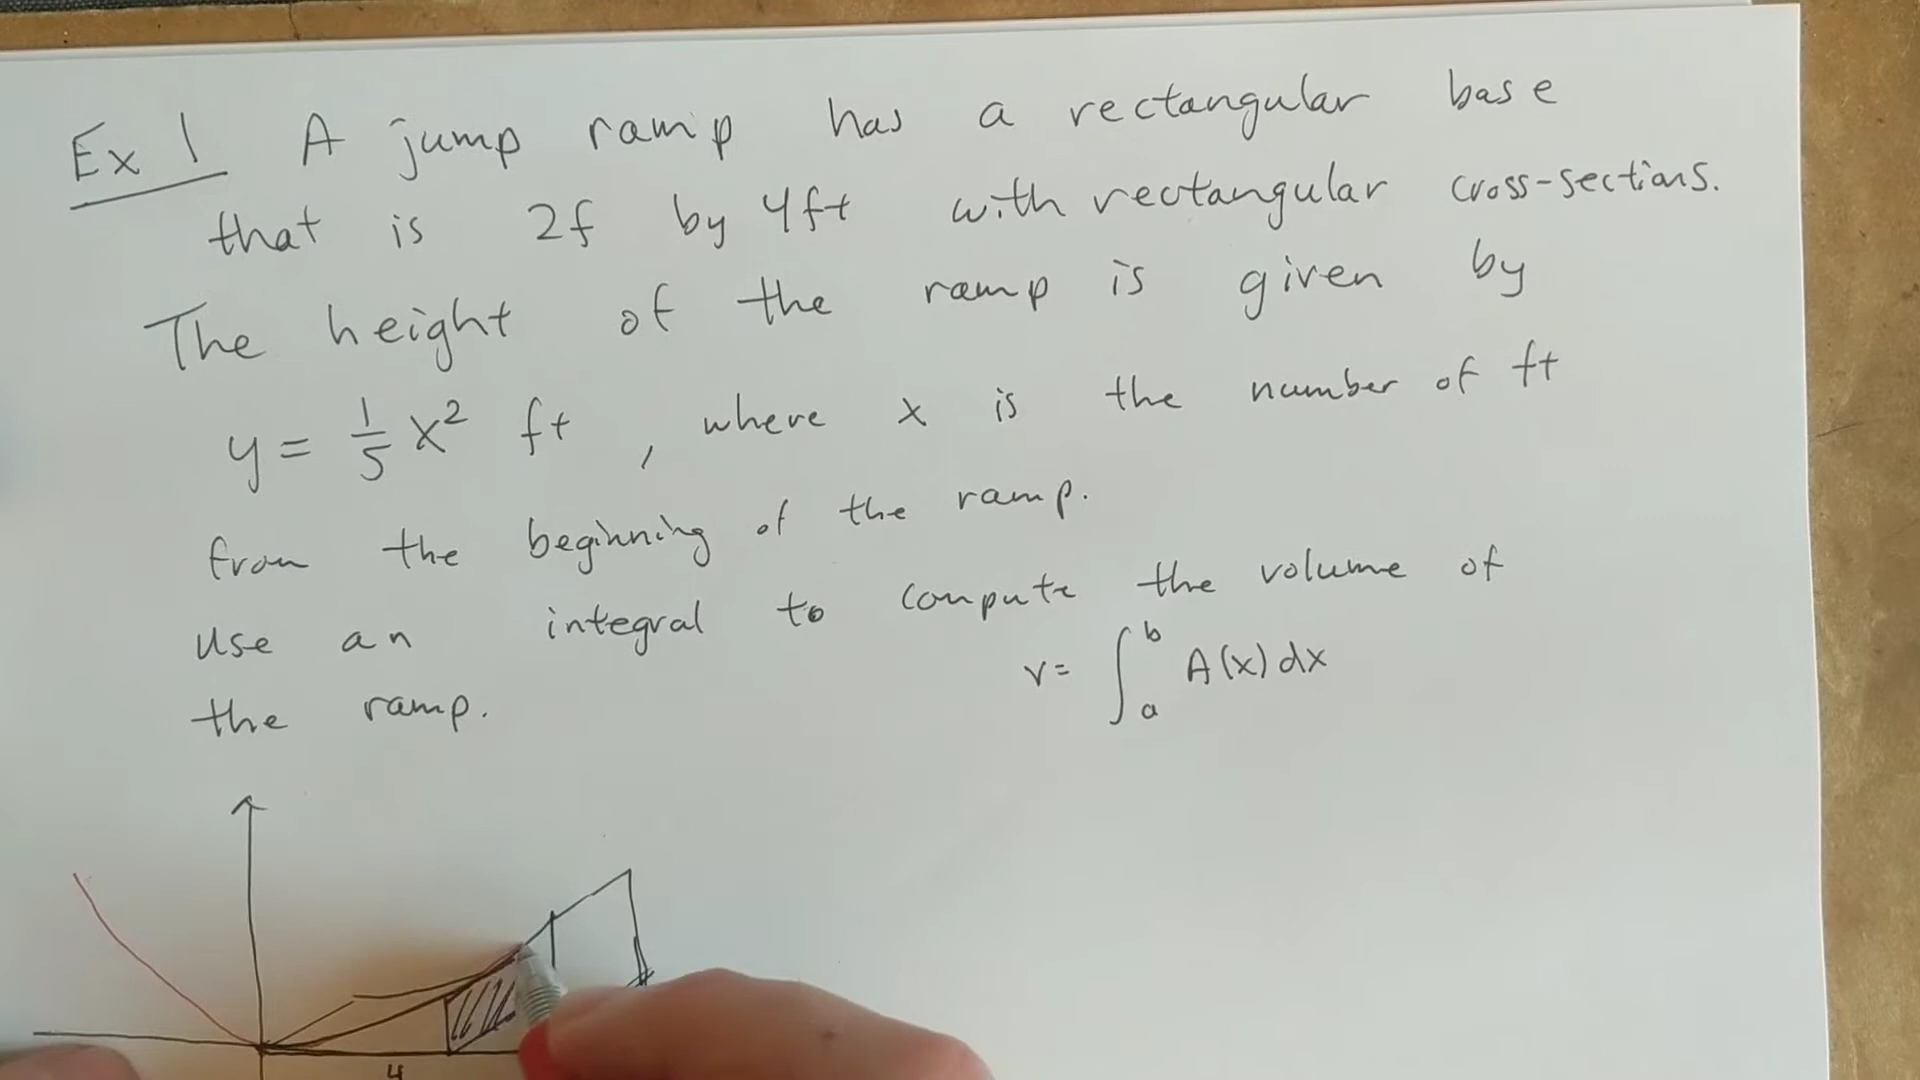 Ex 1 A jump ramp has a rectangular base
that is 2f by 4ft with rectangular cross-sections.
The height of the ramp is given by
y = 1/5 x² ft , where x is the number of ft
from the beginning of the ramp.
Use an integral to compute the volume of
the ramp.
V = ∫_a^b A(x) dx
4